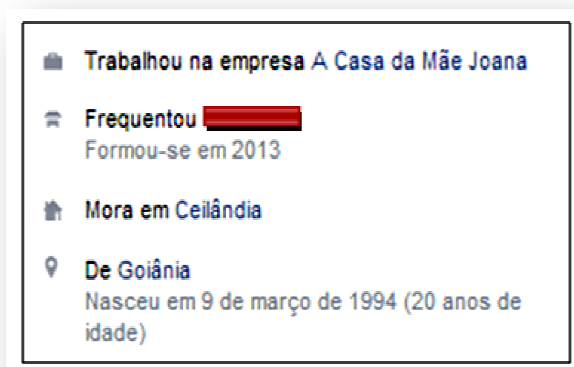 Trabalhou na empresa A Casa da Mãe Joana
Frequentou
Formou-se em 2013
Mora em Ceilândia
De Goiânia
Nasceu em 9 de março de 1994 (20 anos de
idade)